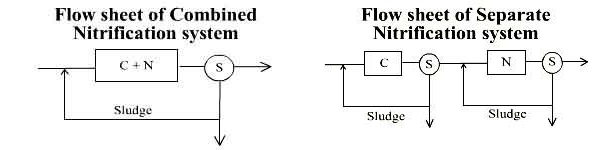 Flow sheet of Combined
Nitrification system
C + N
S
Sludge
Flow sheet of Separate
Nitrification system
C
S
N
S
Sludge
Sludge